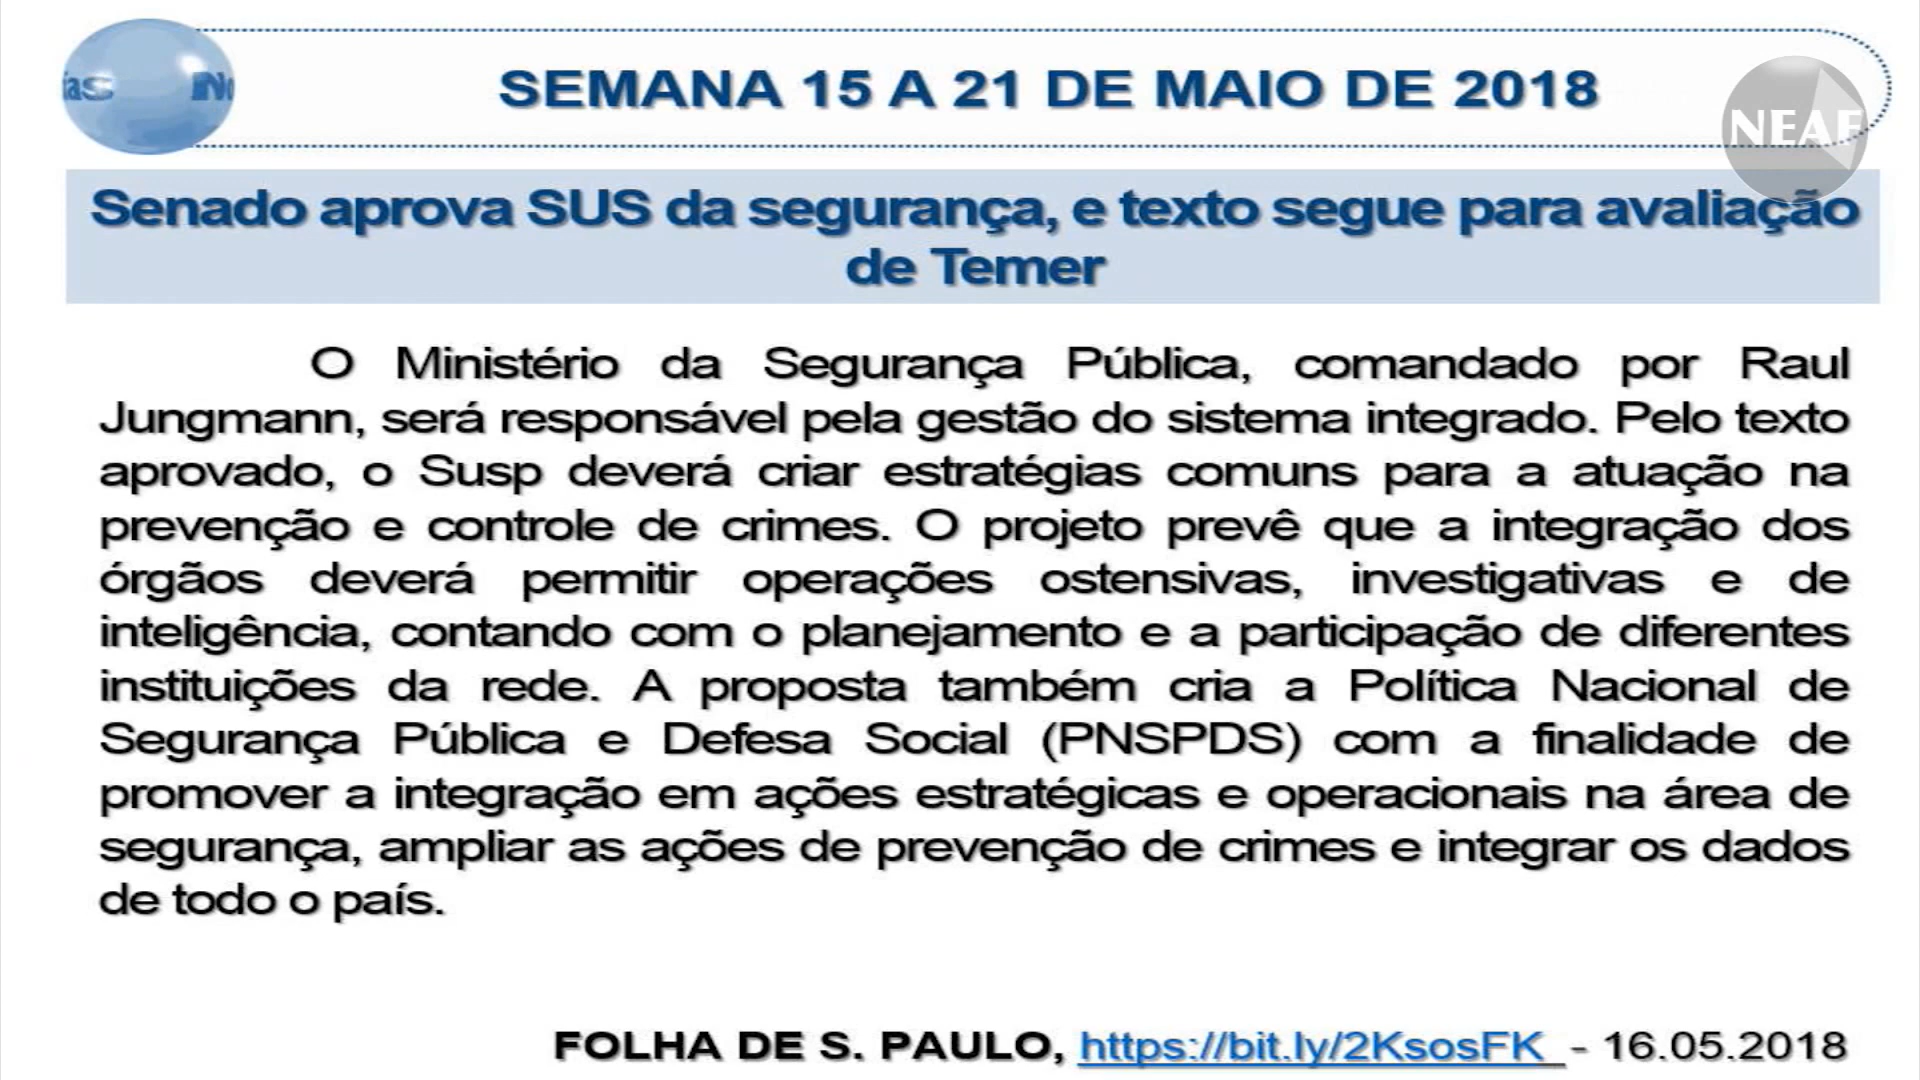 ias No
SEMANA 15 A 21 DE MAIO DE 2018
NEAF
Senado aprova SUS da segurança, e texto segue para avaliação
de Temer
O Ministério da Segurança Pública, comandado por Raul
Jungmann, será responsável pela gestão do sistema integrado. Pelo texto
aprovado, o Susp deverá criar estratégias comuns para a atuação na
prevenção e controle de crimes. O projeto prevê que a integração dos
órgãos deverá permitir operações ostensivas, investigativas e de
inteligência, contando com o planejamento e a participação de diferentes
instituições da rede. A proposta também cria a Política Nacional de
Segurança Pública e Defesa Social (PNSPDS) com a finalidade de
promover a integração em ações estratégicas e operacionais na área de
segurança, ampliar as ações de prevenção de crimes e integrar os dados
de todo o país.
FOLHA DE S. PAULO, https://bit.ly/2KsosFK - 16.05.2018